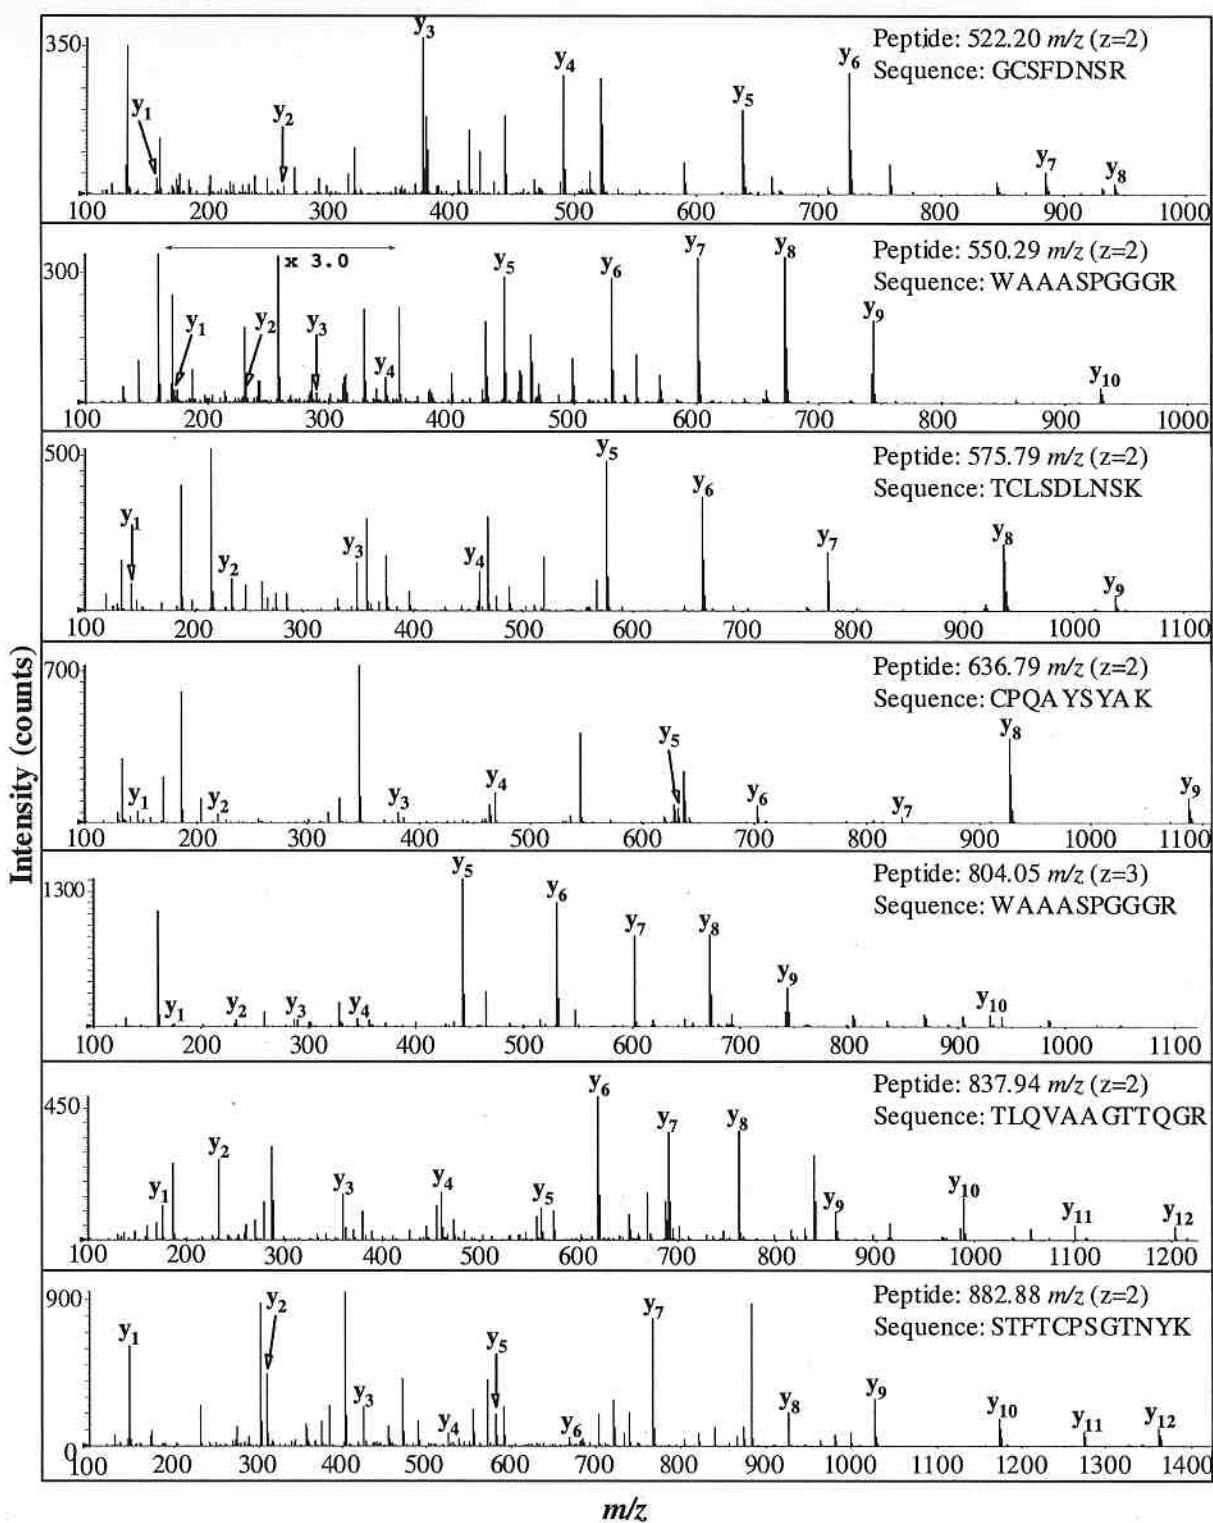 350
y3
y4
y6
y1
y2
y5
y7
y8
Peptide: 522.20 m/z (z=2)
Sequence: GCSFDNSR
100 200 300 400 500 600 700 800 900 1000
300
x 3.0
y5
y6
y7
y8
y9
y1
y2
y3
y4
y10
Peptide: 550.29 m/z (z=2)
Sequence: WAAASPGGGR
100 200 300 400 500 600 700 800 900 1000
500
y5
y6
y1
y2
y3
y4
y7
y8
y9
Peptide: 575.79 m/z (z=2)
Sequence: TCLSDLNSK
100 200 300 400 500 600 700 800 900 1000 1100
700
y1
y2
y3
y4
y5
y6
y7
y8
y9
Peptide: 636.79 m/z (z=2)
Sequence: CPQAYSYAK
100 200 300 400 500 600 700 800 900 1000 1100
1300
y5
y6
y7
y8
y9
y1
y2
y3
y4
y10
Peptide: 804.05 m/z (z=3)
Sequence: WAAASPGGGR
100 200 300 400 500 600 700 800 900 1000 1100
450
y6
y7
y8
y1
y2
y3
y4
y5
y9
y10
y11
y12
Peptide: 837.94 m/z (z=2)
Sequence: TLQVAAGTTQGR
100 200 300 400 500 600 700 800 900 1000 1100 1200
900
0
y1
y2
y3
y4
y5
y6
y7
y8
y9
y10
y11
y12
Peptide: 882.88 m/z (z=2)
Sequence: STFTCPSGTNYK
100 200 300 400 500 600 700 800 900 1000 1100 1200 1300 1400
Intensity (counts)
m/z